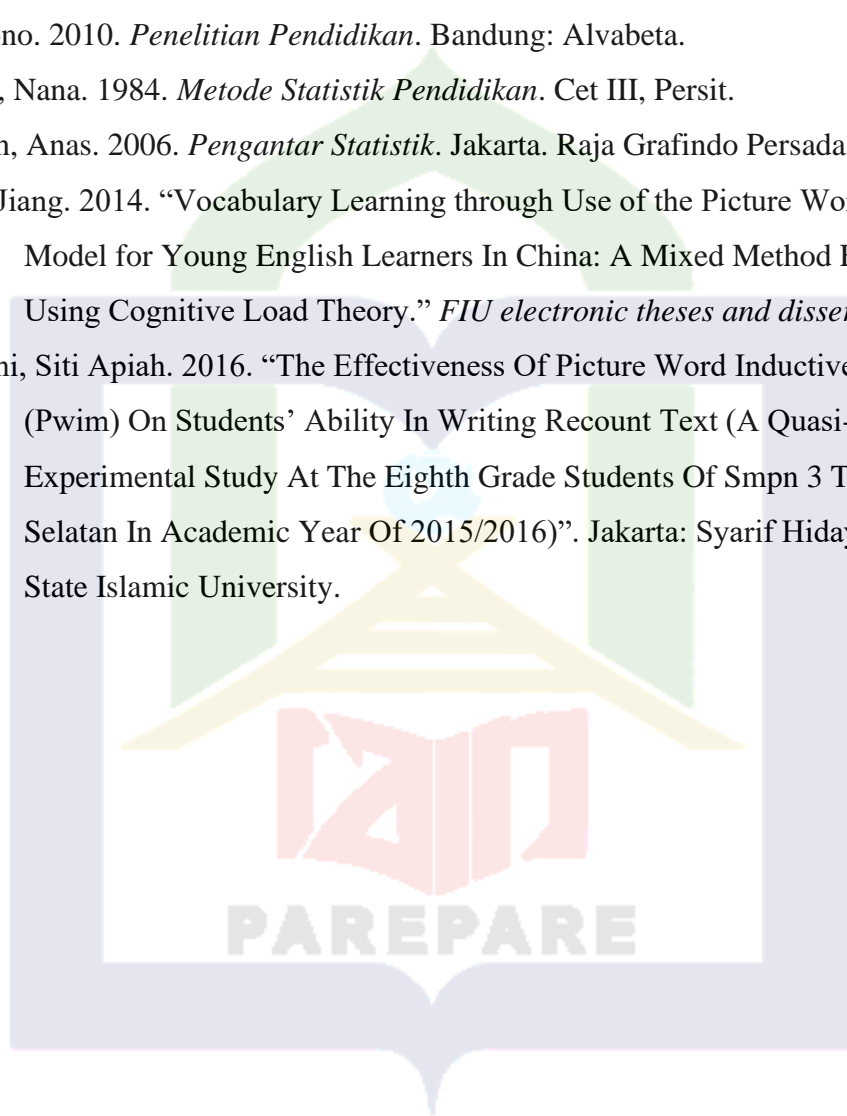 ono. 2010. Penelitian Pendidikan. Bandung: Alvabeta.
, Nana. 1984. Metode Statistik Pendidikan. Cet III, Persit.
n, Anas. 2006. Pengantar Statistik. Jakarta. Raja Grafindo Persada
Jiang. 2014. “Vocabulary Learning through Use of the Picture Wor
Model for Young English Learners In China: A Mixed Method E
Using Cognitive Load Theory.” FIU electronic theses and disser
ni, Siti Apiah. 2016. “The Effectiveness Of Picture Word Inductive
(Pwim) On Students’ Ability In Writing Recount Text (A Quasi-
Experimental Study At The Eighth Grade Students Of Smpn 3 T
Selatan In Academic Year Of 2015/2016)”. Jakarta: Syarif Hiday
State Islamic University.
PAREPARE